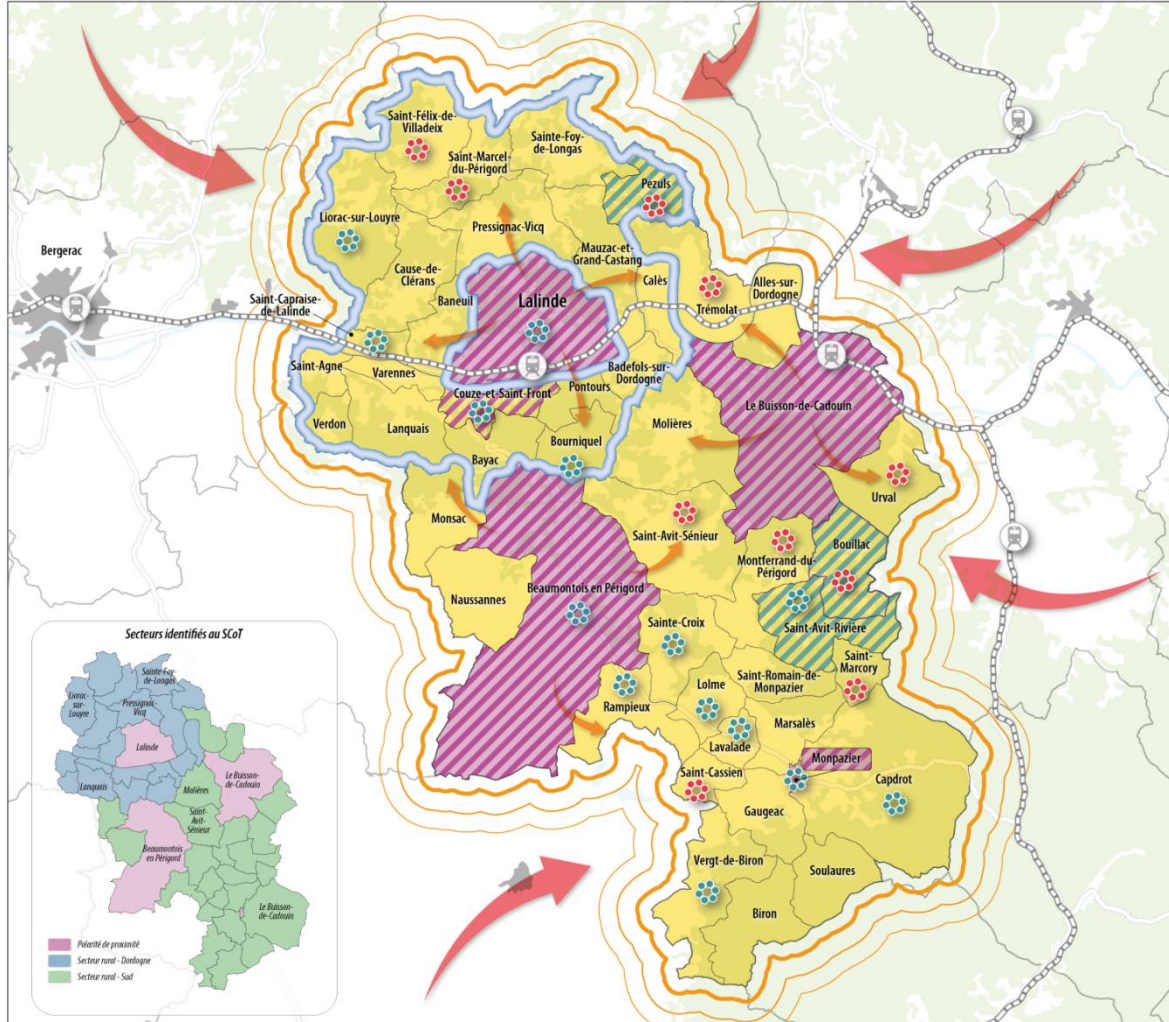 Saint-Félix-de-
Villadeix
Sainte-Foy-
de-Longas
Saint-Marcel-
du-Périgord
Pezuls
Liorac-sur-Louyre
Pressignac-Vicq
Bergerac
Mauzac-et-
Grand-Castang
Cause-de-
Clérans
Calès
Alles-sur-
Dordogne
Saint-Capraise-
de-Lalinde
Baneuil
Lalinde
Trémolat
Saint-Agne
Varennes
Badefols-sur-
Dordogne
Pontours
Couze-et-Saint-Front
Le Buisson-de-Cadouin
Verdon
Lanquais
Molières
Bourniquel
Bayac
Urval
Monsac
Saint-Avit-Sénieur
Bouillac
Montferrand-du-
Périgord
Naussannes
Beaumontois en Périgord
Sainte-Croix
Saint-Avit-Rivière
Saint-
Marcory
Saint-Romain-de-
Monpazier
Rampieux
Lolme
Marsalès
Lavalade
Monpazier
Saint-Cassien
Capdrot
Gaugeac
Vergt-de-Biron
Soulaures
Biron
Secteurs identifiés au SCoT
Sainte-Foy-
de-Longas
Liorac-
sur-
Louyre
Pressignac-
Vicq
Lalinde
Le Buisson-
de-Cadouin
Lanquais
Molières
Saint-
Avit-
Sénieur
Beaumontois
en Périgord
Le Buisson-
de-Cadouin
Polarité de proximité
Secteur rural - Dordogne
Secteur rural - Sud